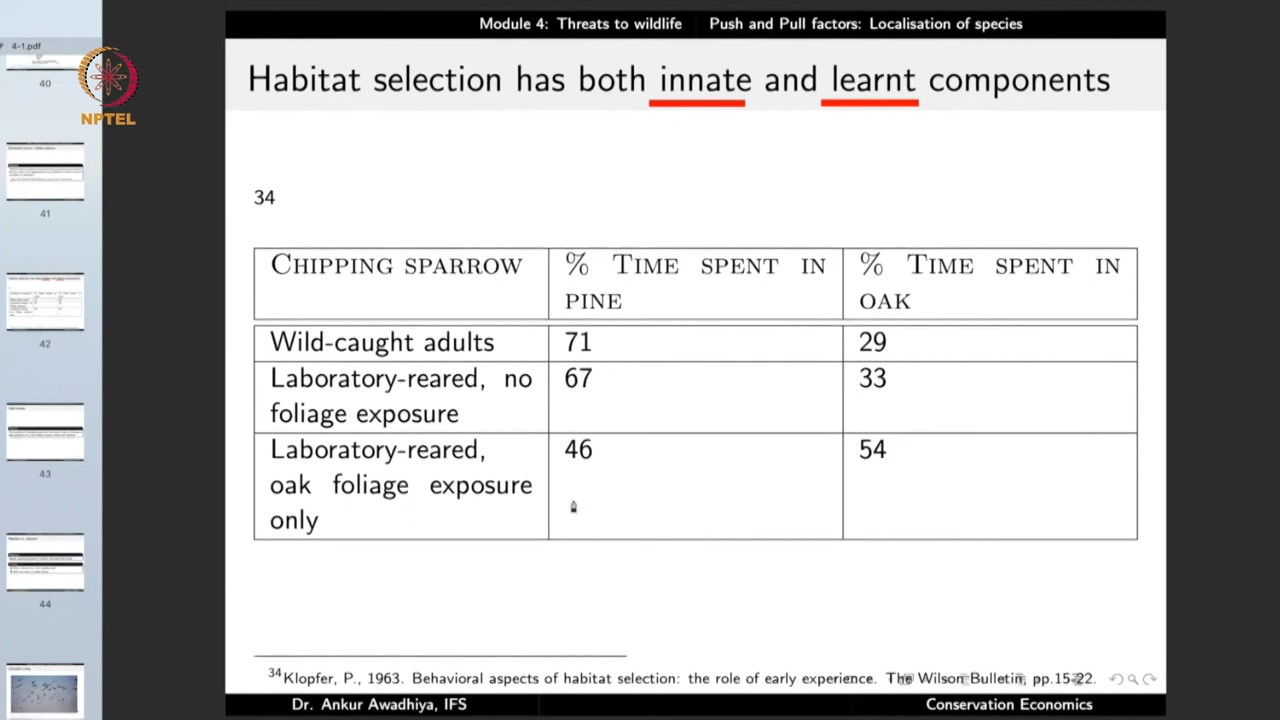 Module 4: Threats to wildlife Push and Pull factors: Localisation of species
4-1.pdf
NPTEL
Habitat selection has both innate and learnt components
34
CHIPPING SPARROW % TIME SPENT IN PINE % TIME SPENT IN OAK
Wild-caught adults 71 29
Laboratory-reared, no foliage exposure 67 33
Laboratory-reared, oak foliage exposure only 46 54
34Klopfer, P., 1963. Behavioral aspects of habitat selection: the role of early experience. The Wilson Bulletin, pp.15-22.
Dr. Ankur Awadhiya, IFS Conservation Economics
40
41
42
43
44